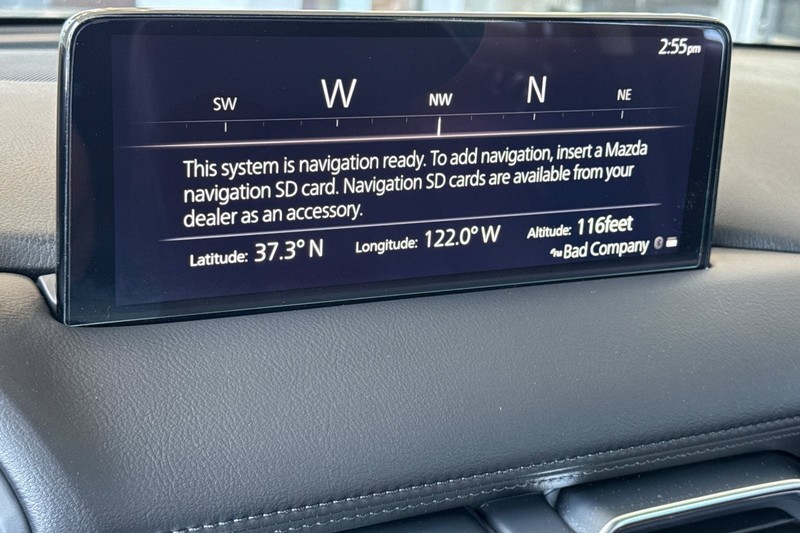 2:55pm
SW W NW N NE
This system is navigation ready. To add navigation, insert a Mazda
navigation SD card. Navigation SD cards are available from your
dealer as an accessory.
Latitude: 37.3° N Longitude: 122.0° W Altitude: 116feet
Bad Company